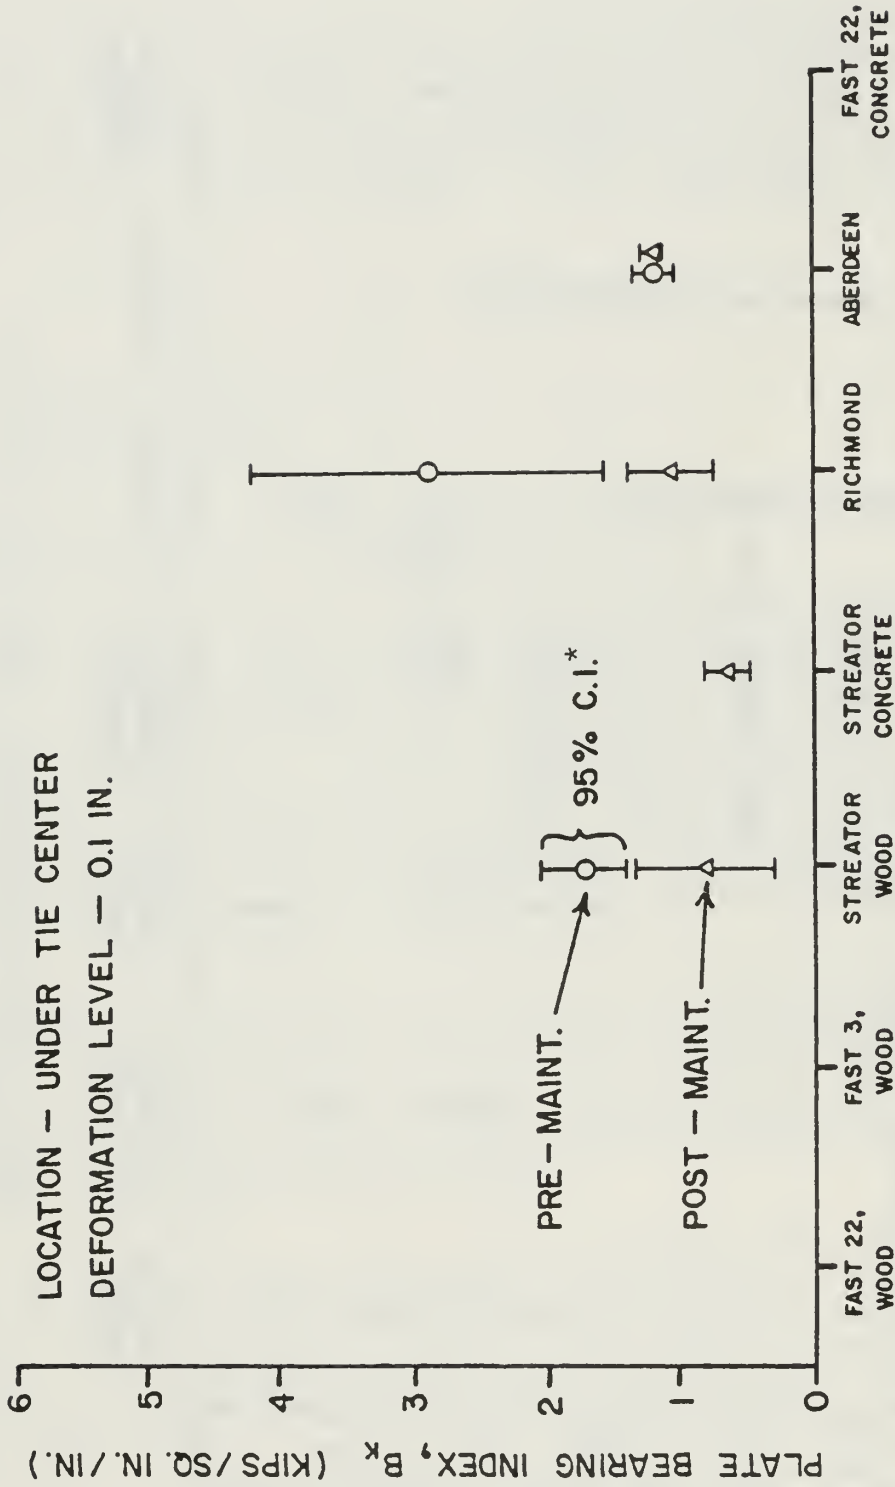 LOCATION — UNDER TIE CENTER
DEFORMATION LEVEL — 0.1 IN.
PLATE BEARING INDEX, BK (KIPS/SQ. IN./IN.)
6
5
4
3
2
1
0
PRE-MAINT.
POST-MAINT.
95% C.I.*
FAST 22,
WOOD
FAST 3,
WOOD
STREATOR
WOOD
STREATOR
CONCRETE
RICHMOND
ABERDEEN
FAST 22,
CONCRETE